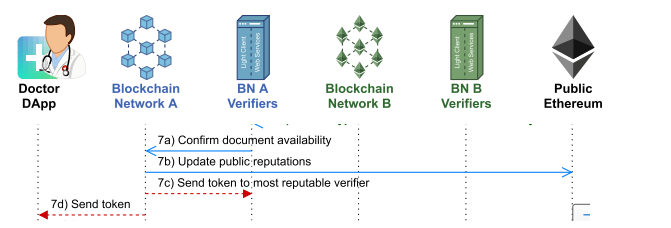 Light Client
Web Services
Light Client
Web Services
Doctor
DApp
Blockchain
Network A
BN A
Verifiers
Blockchain
Network B
BN B
Verifiers
Public
Ethereum
7a) Confirm document availability
7b) Update public reputations
7c) Send token to most reputable verifier
7d) Send token